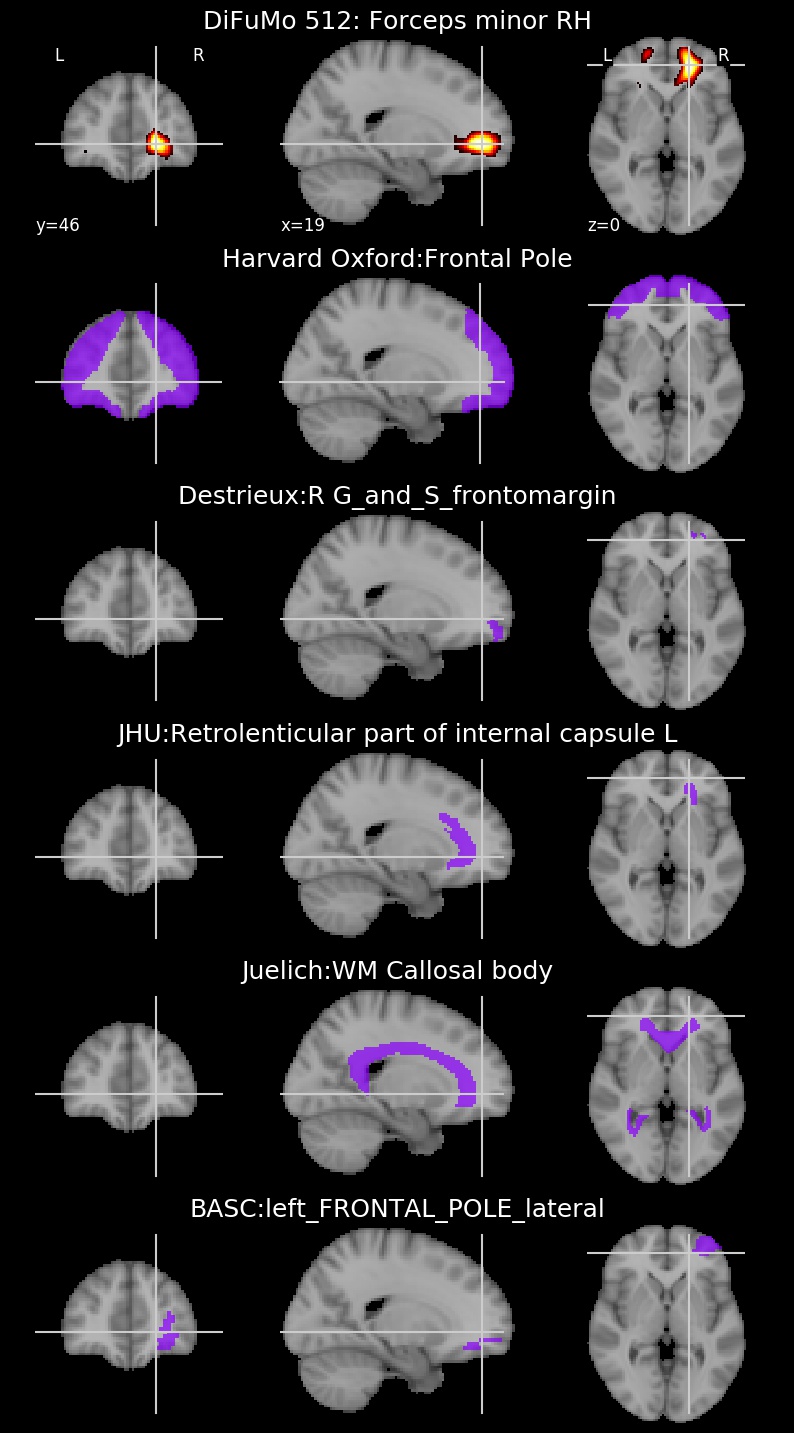 DiFuMo 512: Forceps minor RH
L R L R
y=46 x=19 z=0
Harvard Oxford:Frontal Pole
Destrieux:R G_and_S_frontomargin
JHU:Retrolenticular part of internal capsule L
Juelich:WM Callosal body
BASC:left_FRONTAL_POLE_lateral